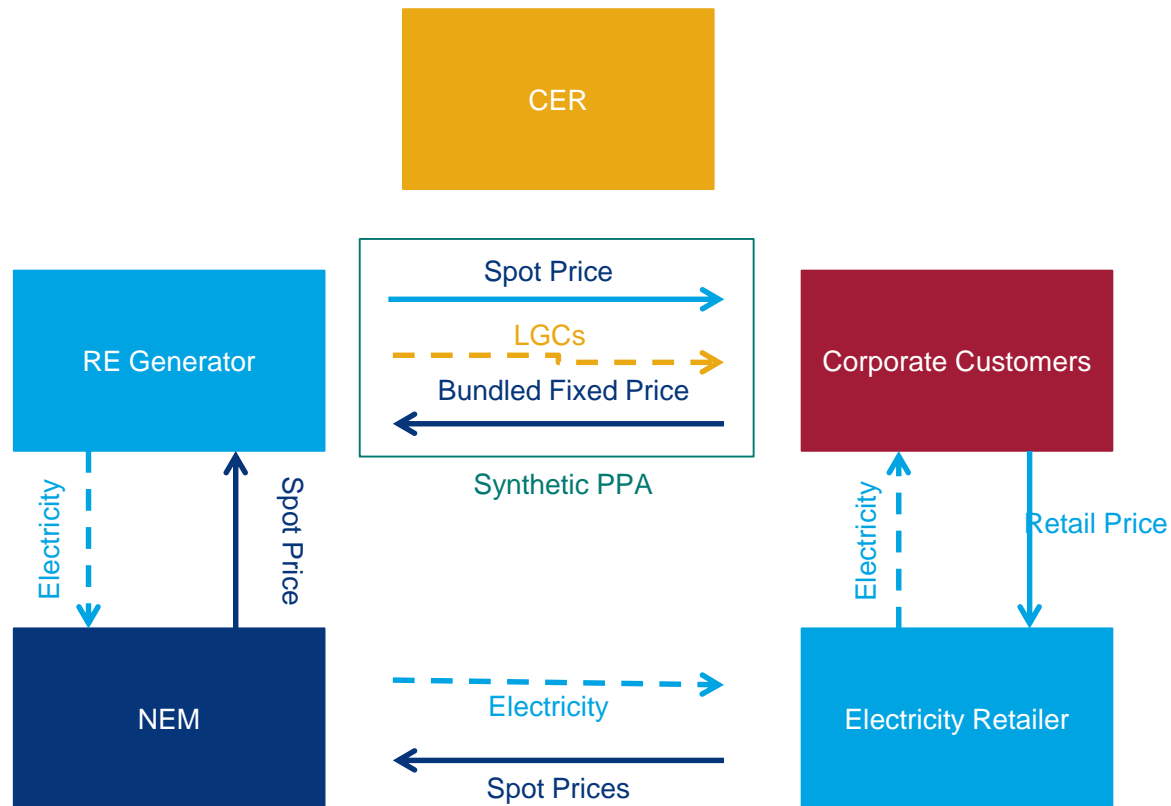 CER
Spot Price
LGCs
RE Generator
Corporate Customers
Bundled Fixed Price
Synthetic PPA
Electricity
Spot Price
Electricity
Retail Price
NEM
Electricity
Electricity Retailer
Spot Prices